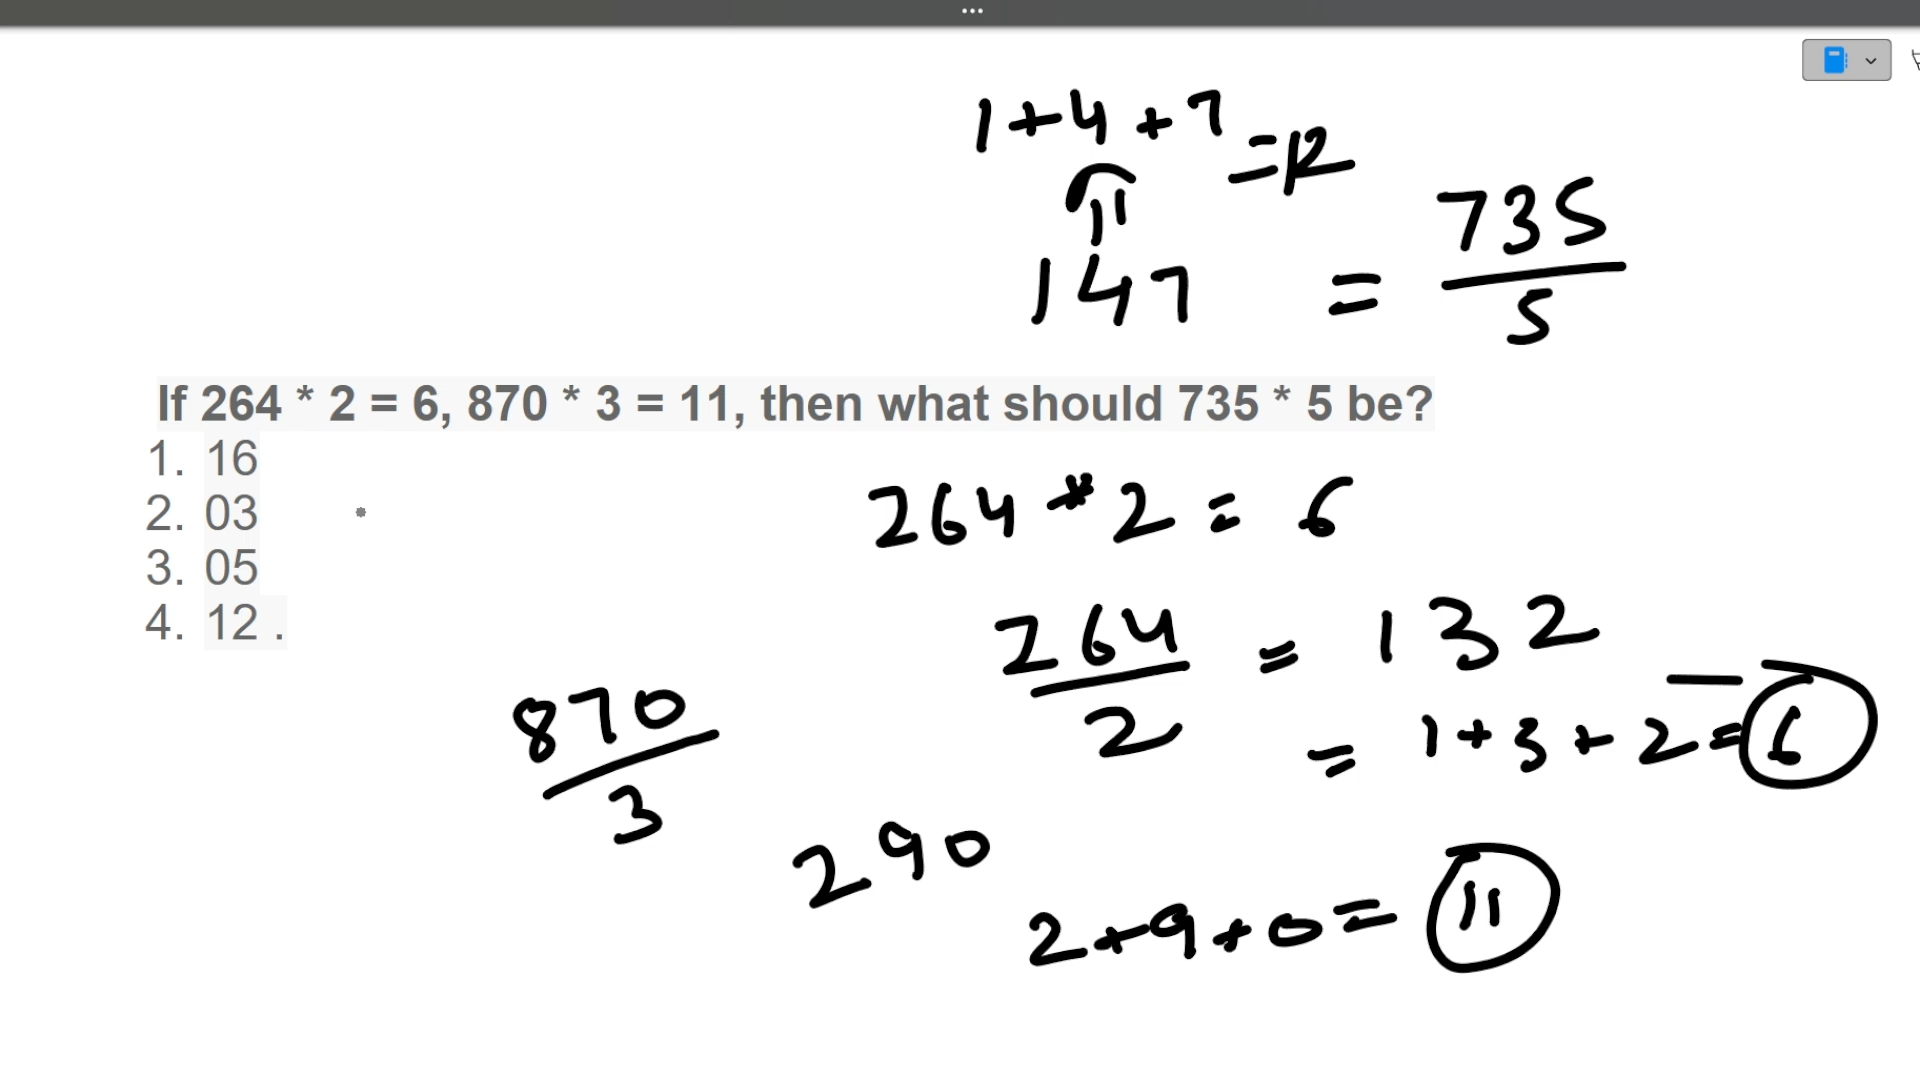 1+4+7
=12
147 = 735
5
If 264 * 2 = 6, 870 * 3 = 11, then what should 735 * 5 be?
1. 16
2. 03
3. 05
4. 12 .
264 * 2 = 6
264 = 132
2
= 1+3+2=6
870
3
290
2+9+0= 11